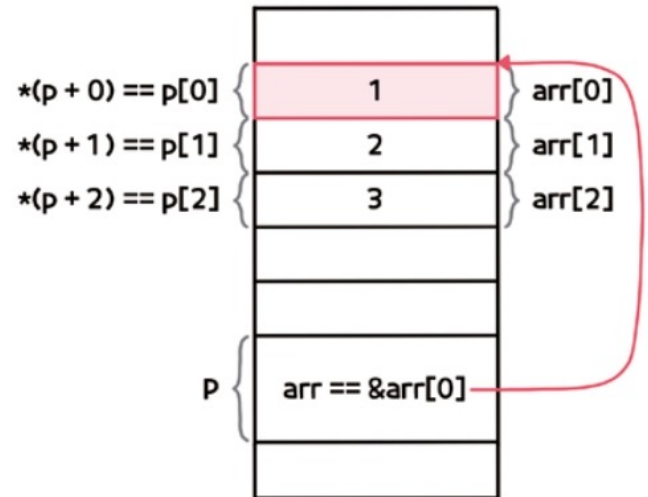 *(p + 0) == p[0] 1 arr[0]
*(p + 1) == p[1] 2 arr[1]
*(p + 2) == p[2] 3 arr[2]
P arr == &arr[0]